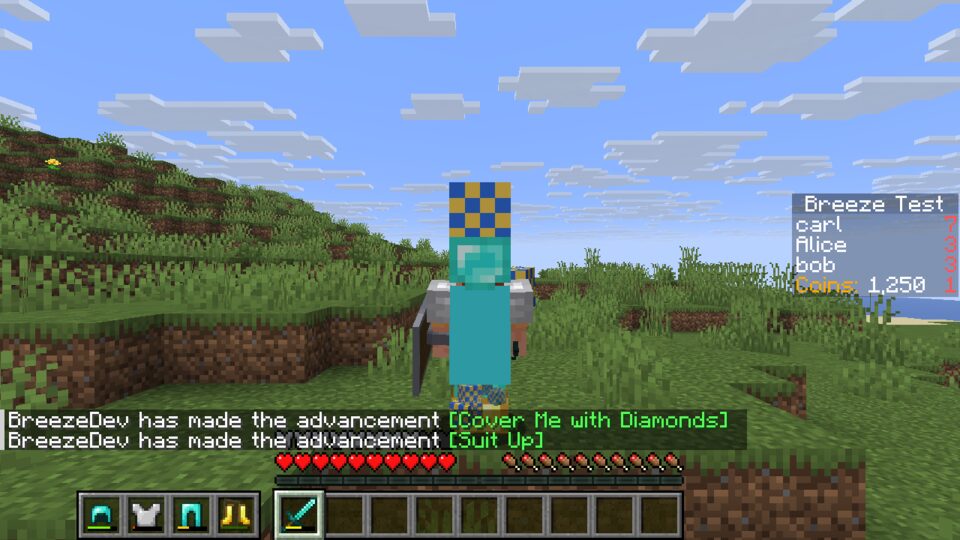 Breeze Test
carl 7
Alice 3
bob 3
Coins: 1,250 1
BreezeDev has made the advancement [Cover Me with Diamonds]
BreezeDev has made the advancement [Suit Up]